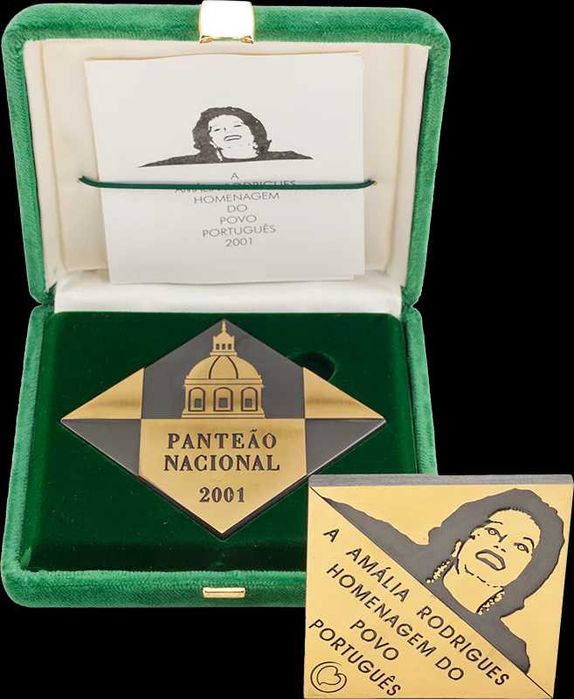 A
AMÁLIA RODRIGUES
HOMENAGEM
DO
POVO
PORTUGUÊS
2001
PANTEÃO
NACIONAL
2001
A AMÁLIA RODRIGUES
HOMENAGEM DO
POVO
PORTUGUÊS